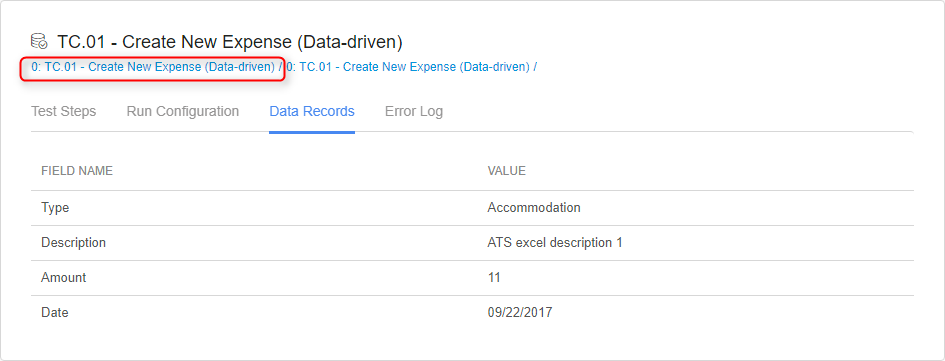 TC.01 - Create New Expense (Data-driven)
0: TC.01 - Create New Expense (Data-driven) / 0: TC.01 - Create New Expense (Data-driven) /
Test Steps Run Configuration Data Records Error Log
FIELD NAME VALUE
Type Accommodation
Description ATS excel description 1
Amount 11
Date 09/22/2017